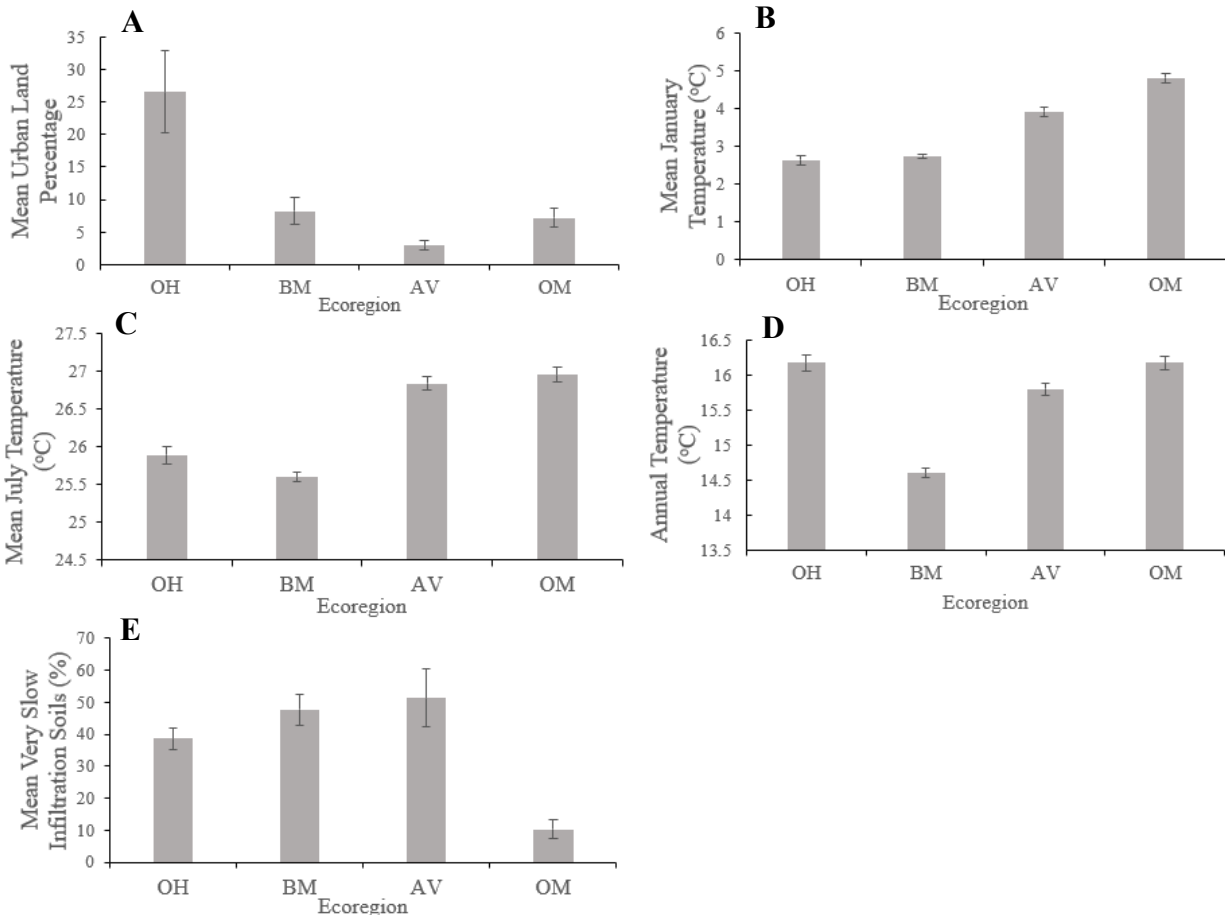 A
Mean Urban Land
Percentage
35
30
25
20
15
10
5
0
OH BM AV OM
Ecoregion
B
Mean January
Temperature (°C)
6
5
4
3
2
1
0
OH BM AV OM
Ecoregion
C
Mean July Temperature
(°C)
27.5
27
26.5
26
25.5
25
24.5
OH BM AV OM
Ecoregion
D
Annual Temperature
(°C)
16.5
16
15.5
15
14.5
14
13.5
OH BM AV OM
Ecoregion
E
Mean Very Slow
Infiltration Soils (%)
70
60
50
40
30
20
10
0
OH BM AV OM
Ecoregion